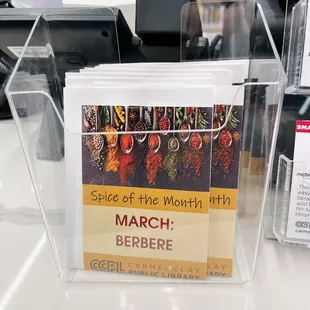 Spice of the Month
MARCH:
BERBERE
CCPL CARMEL CLAY
PUBLIC LIBRARY